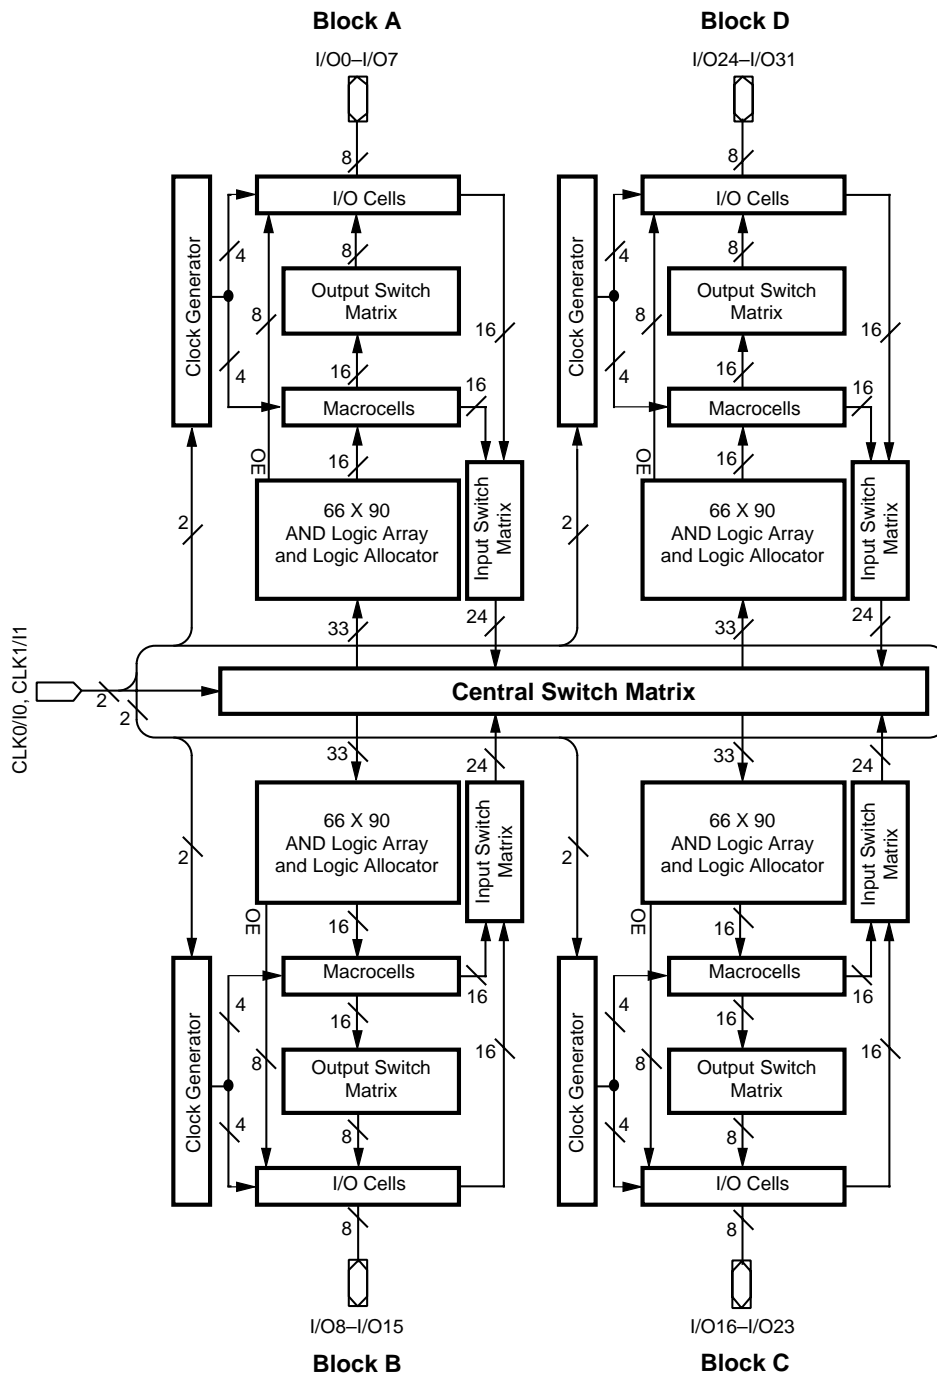 Block A
Block D
I/O0–I/O7
I/O24–I/O31
8
8
I/O Cells
I/O Cells
Clock Generator
4
8
Clock Generator
4
8
Output Switch
Matrix
Output Switch
Matrix
8
16
8
16
4
16
16
4
16
16
Macrocells
Macrocells
OE
16
OE
16
66 X 90
AND Logic Array
and Logic Allocator
Input Switch
Matrix
66 X 90
AND Logic Array
and Logic Allocator
Input Switch
Matrix
2
2
33
24
33
24
CLK0/I0, CLK1/I1
2
2
Central Switch Matrix
33
24
33
24
66 X 90
AND Logic Array
and Logic Allocator
Input Switch
Matrix
66 X 90
AND Logic Array
and Logic Allocator
Input Switch
Matrix
2
2
OE
16
OE
16
Macrocells
Macrocells
16
16
Clock Generator
4
16
Clock Generator
4
16
Output Switch
Matrix
Output Switch
Matrix
8
16
8
16
4
8
4
8
I/O Cells
I/O Cells
8
8
I/O8–I/O15
I/O16–I/O23
Block B
Block C